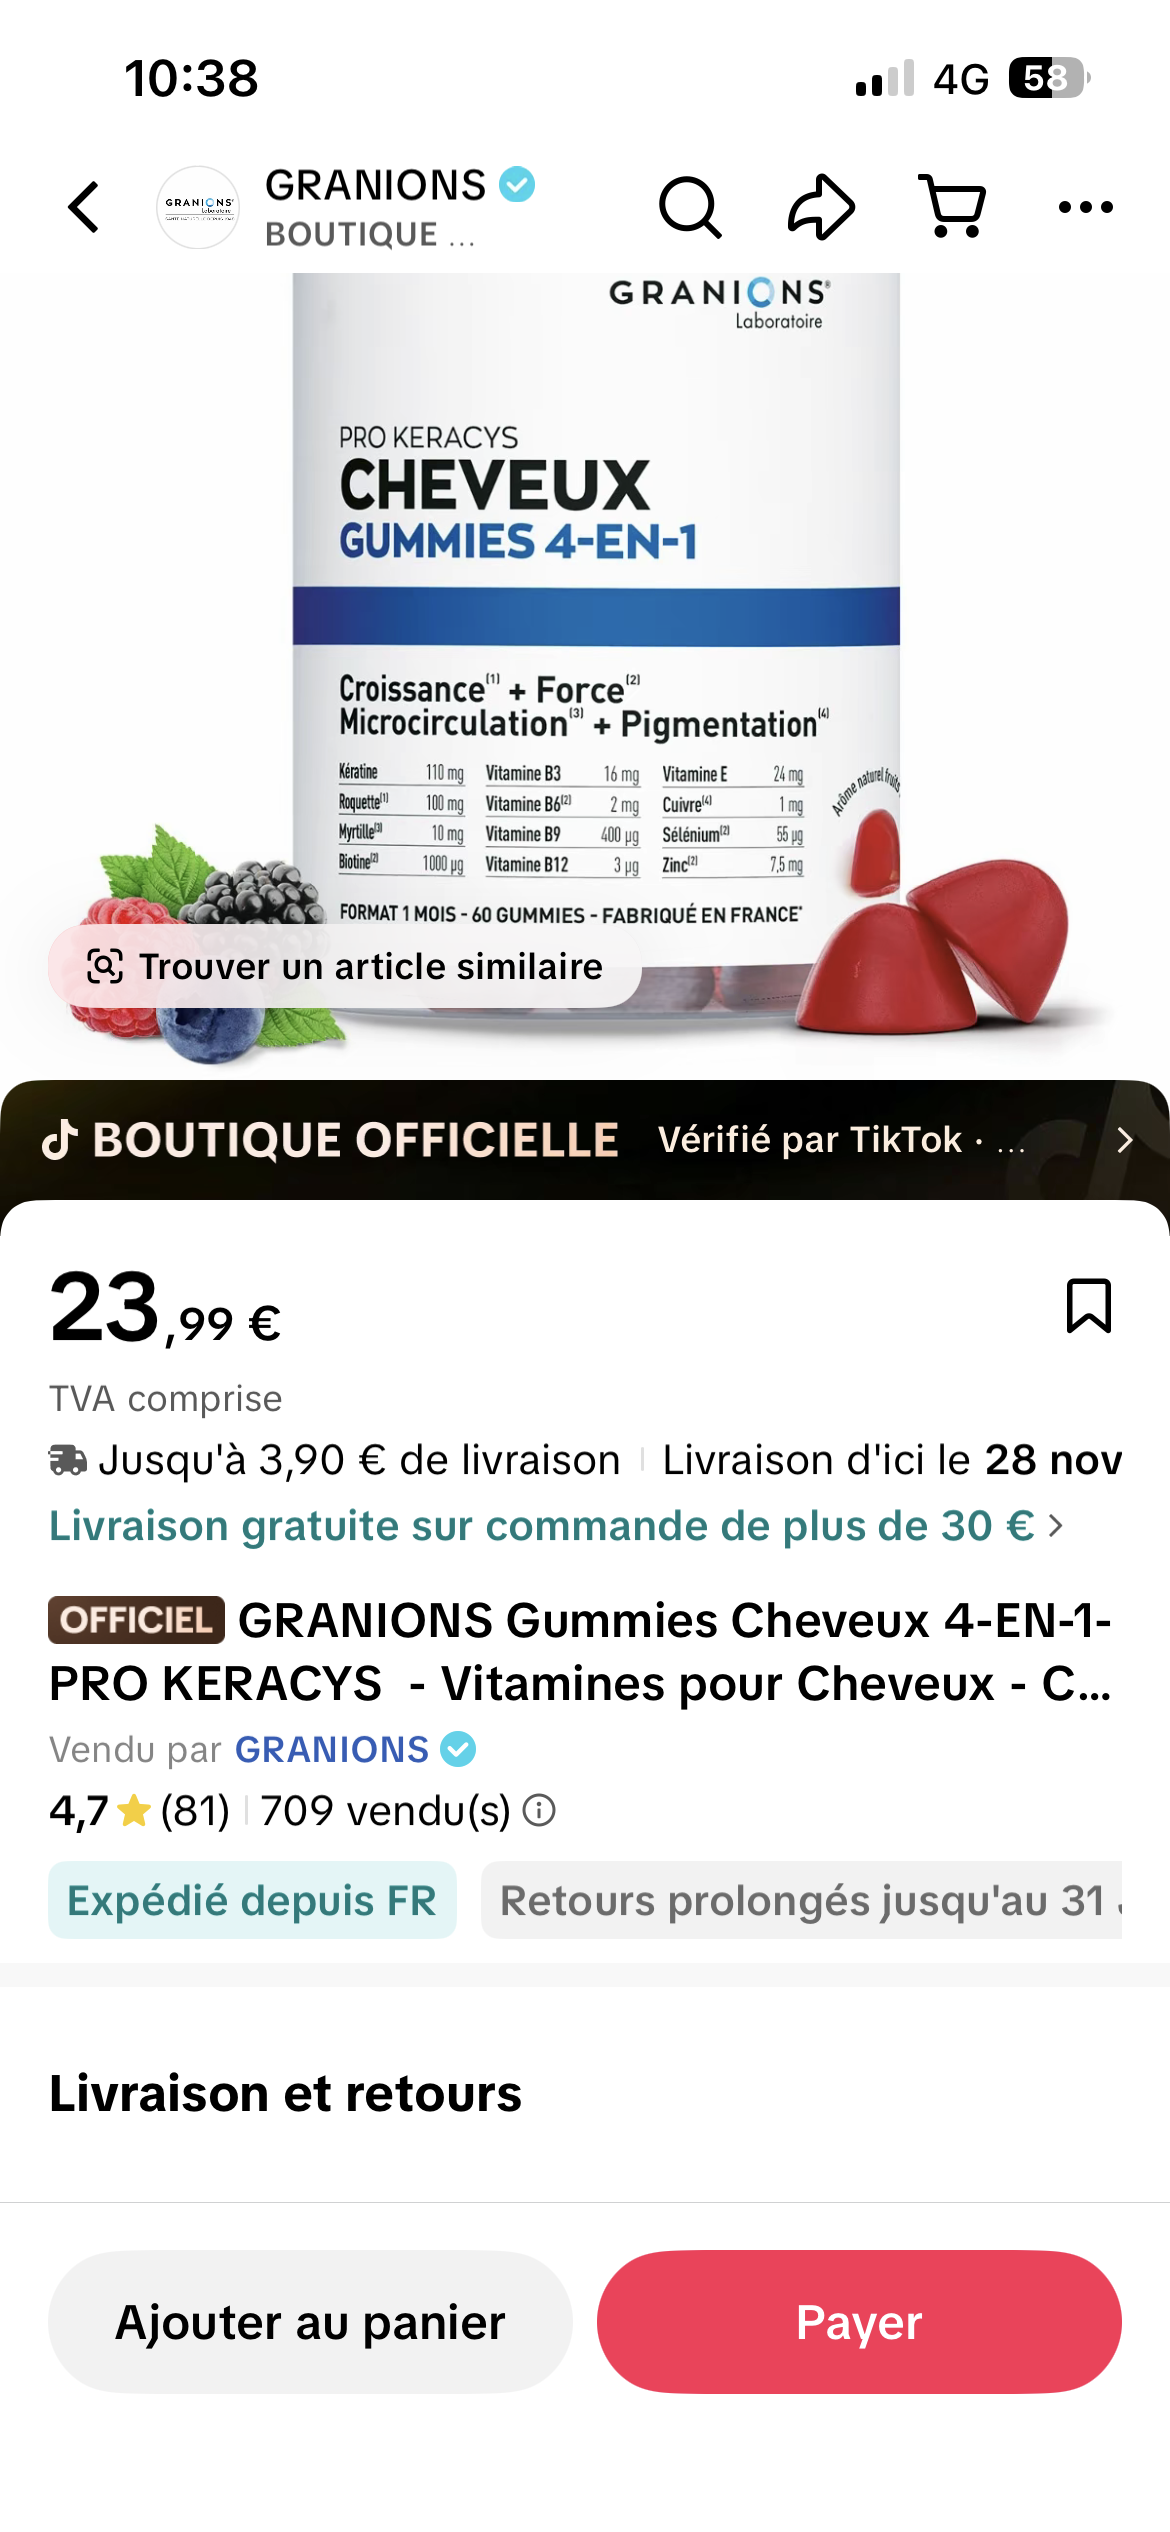 10:38
4G 58
GRANIONS
BOUTIQUE ...
GRANIONS
Laboratoire
GRANIONS®
Laboratoire
PRO KERACYS
CHEVEUX
GUMMIES 4-EN-1
Croissance(1) + Force(2)
Microcirculation(3) + Pigmentation(4)
Kératine 110 mg Vitamine B3 16 mg Vitamine E 24 mg
Roquette(1) 100 mg Vitamine B6(2) 2 mg Cuivre(4) 1 mg
Myrtille(3) 10 mg Vitamine B9 400 µg Sélénium(2) 55 µg
Biotine(2) 1000 µg Vitamine B12 3 µg Zinc(2) 7,5 mg
Arôme naturel fruits
FORMAT 1 MOIS - 60 GUMMIES - FABRIQUÉ EN FRANCE*
Trouver un article similaire
BOUTIQUE OFFICIELLE Vérifié par TikTok · ...
23,99 €
TVA comprise
Jusqu'à 3,90 € de livraison Livraison d'ici le 28 nov
Livraison gratuite sur commande de plus de 30 €
OFFICIEL GRANIONS Gummies Cheveux 4-EN-1-
PRO KERACYS - Vitamines pour Cheveux - C...
Vendu par GRANIONS
4,7 (81) 709 vendu(s)
Expédié depuis FR Retours prolongés jusqu'au 31
Livraison et retours
Ajouter au panier Payer